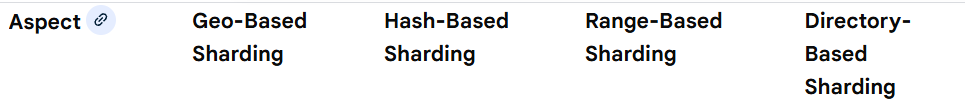 Aspect
Geo-Based
Sharding
Hash-Based
Sharding
Range-Based
Sharding
Directory-
Based
Sharding